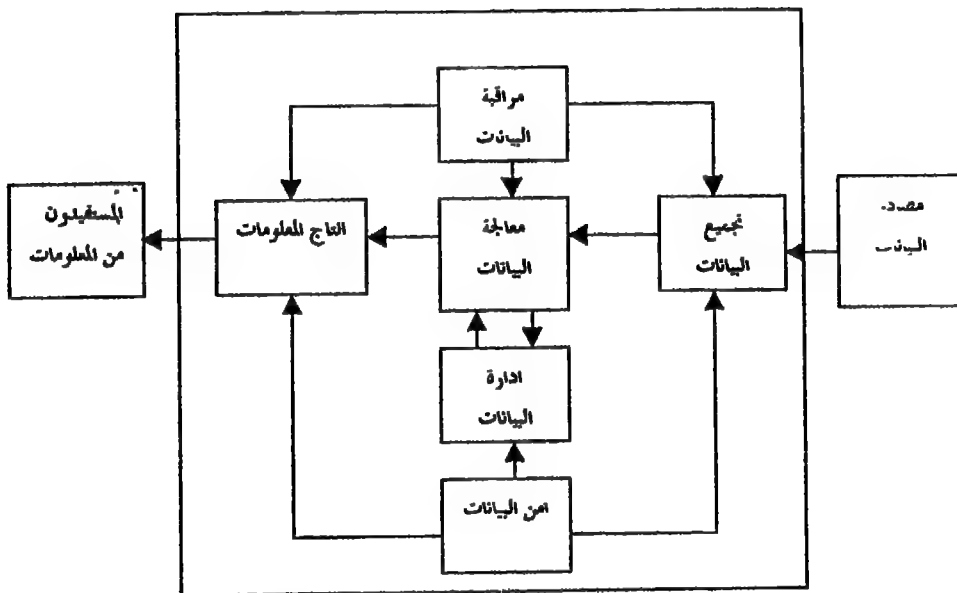 مراقبة
البيانات
مصدر
البيانات
تجميع
البيانات
معالجة
البيانات
انتاج المعلومات
المستفيدون
من المعلومات
ادارة
البيانات
امن البيانات